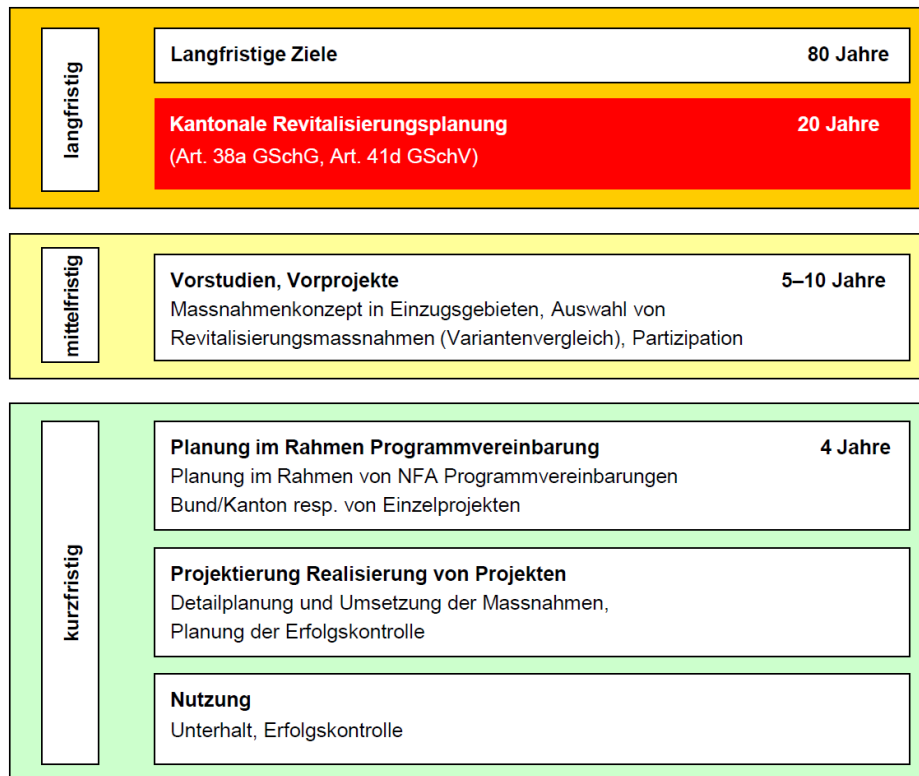 langfristig
Langfristige Ziele 80 Jahre
Kantonale Revitalisierungsplanung 20 Jahre
(Art. 38a GSchG, Art. 41d GSchV)
mittelfristig
Vorstudien, Vorprojekte 5–10 Jahre
Massnahmenkonzept in Einzugsgebieten, Auswahl von
Revitalisierungsmassnahmen (Variantenvergleich), Partizipation
kurzfristig
Planung im Rahmen Programmvereinbarung 4 Jahre
Planung im Rahmen von NFA Programmvereinbarungen
Bund/Kanton resp. von Einzelprojekten
Projektierung Realisierung von Projekten
Detailplanung und Umsetzung der Massnahmen,
Planung der Erfolgskontrolle
Nutzung
Unterhalt, Erfolgskontrolle